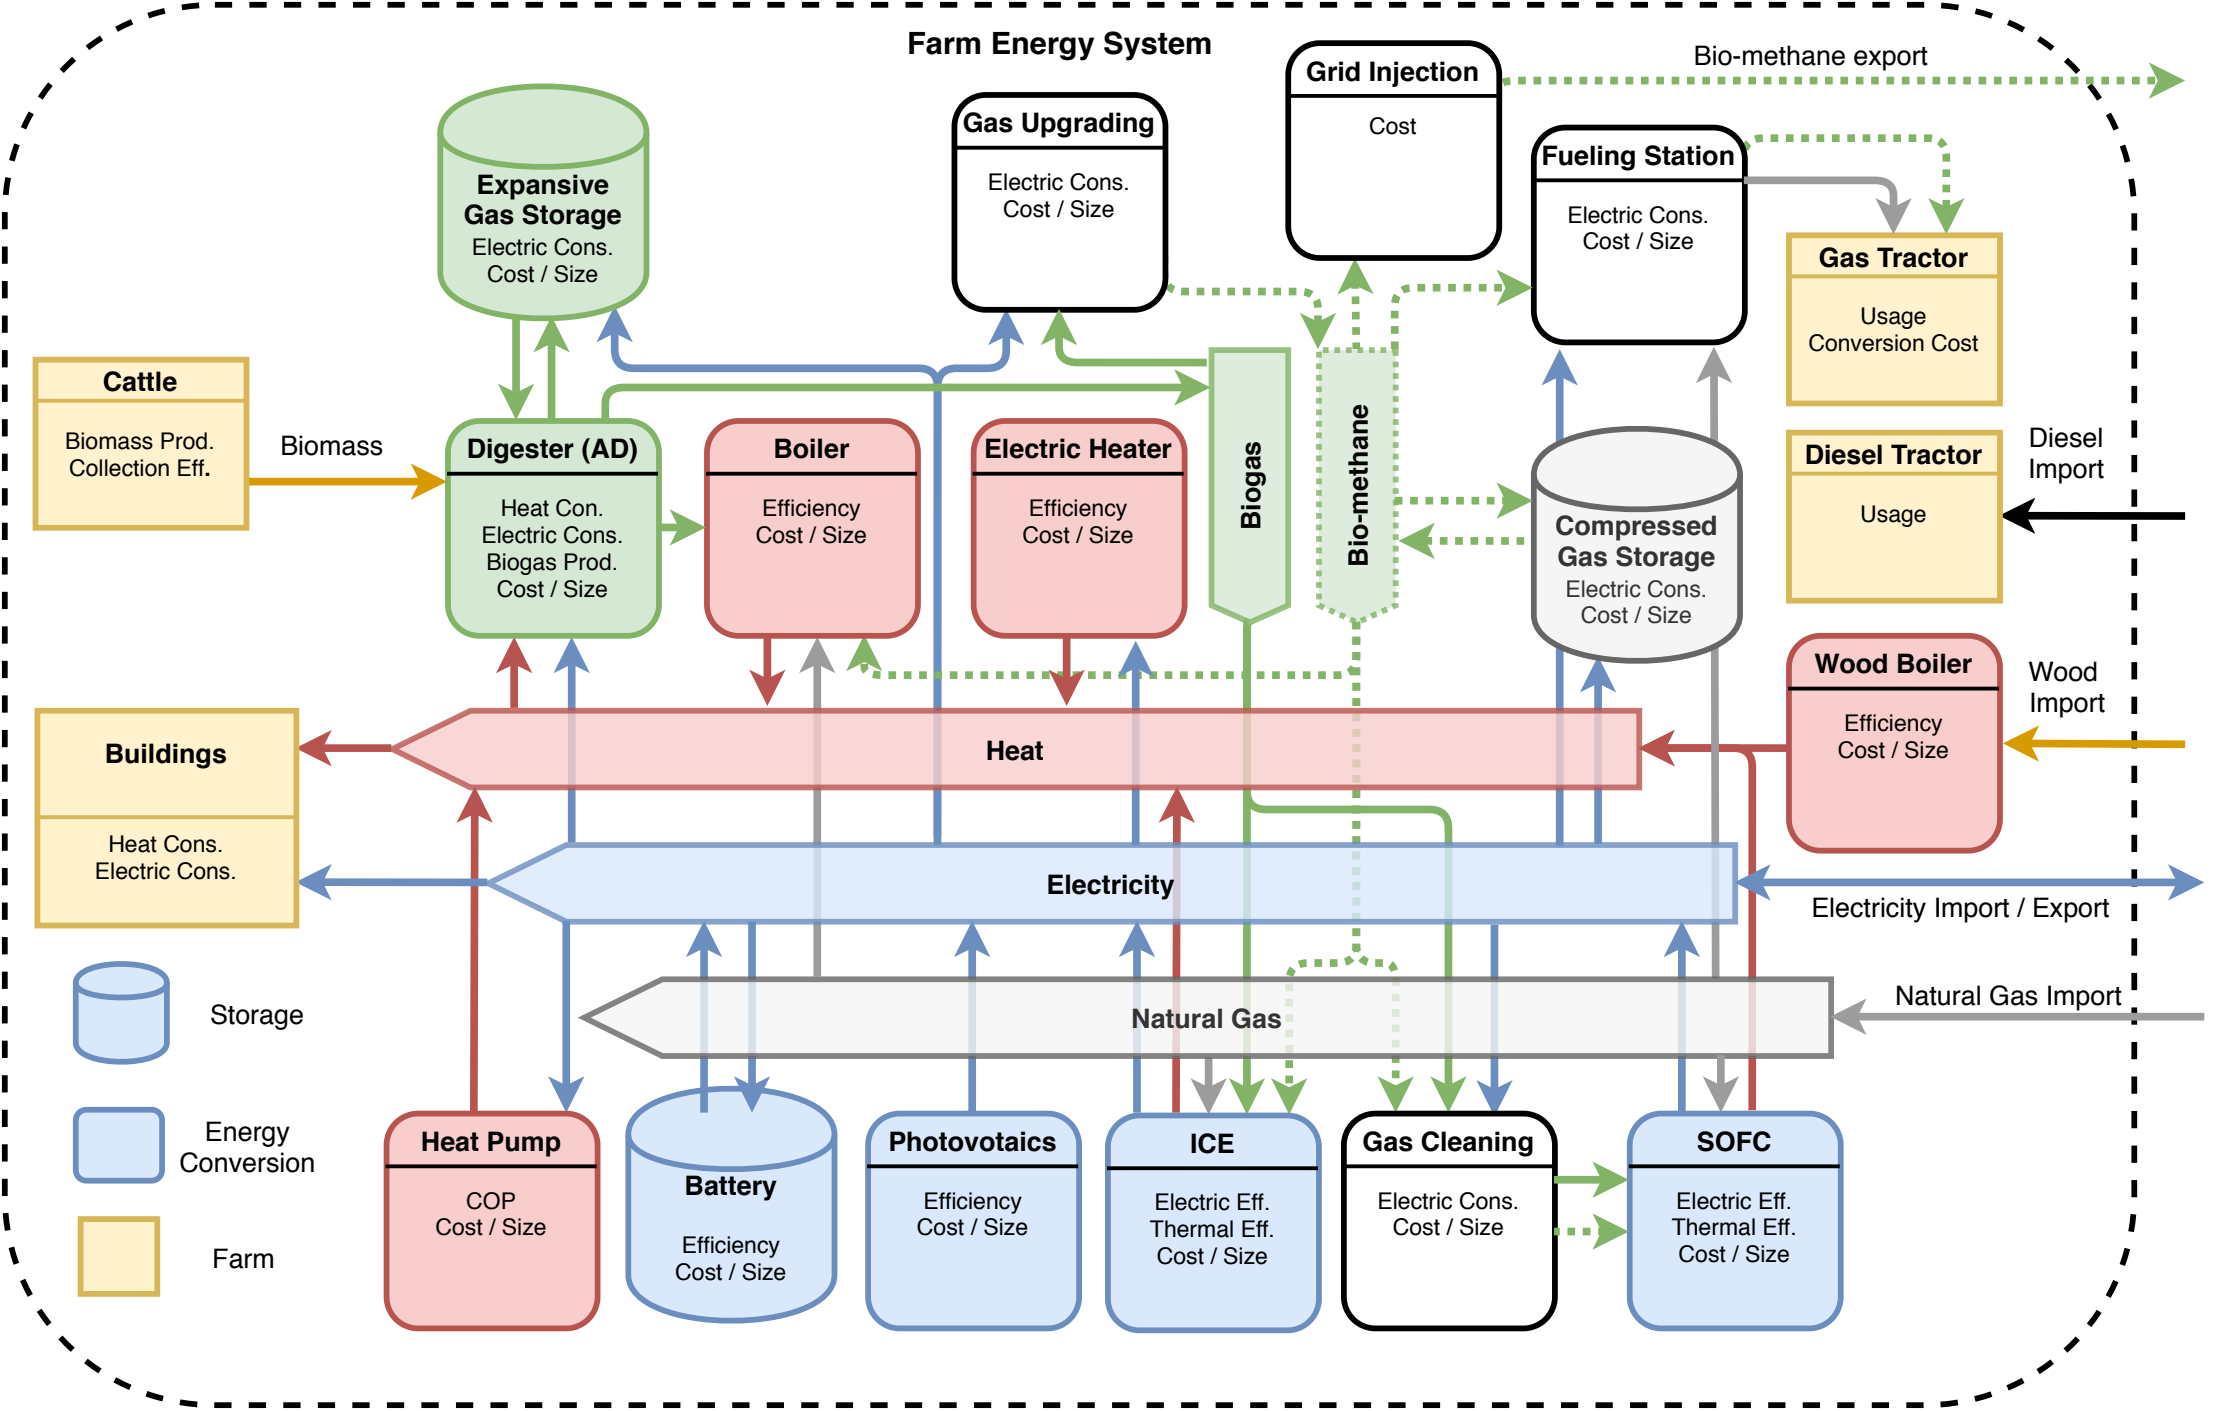 Farm Energy System
Bio-methane export
Grid Injection
Cost
Gas Upgrading
Electric Cons.
Cost / Size
Fueling Station
Electric Cons.
Cost / Size
Expansive
Gas Storage
Electric Cons.
Cost / Size
Gas Tractor
Usage
Conversion Cost
Cattle
Biomass Prod.
Collection Eff.
Biomass
Digester (AD)
Heat Con.
Electric Cons.
Biogas Prod.
Cost / Size
Boiler
Efficiency
Cost / Size
Electric Heater
Efficiency
Cost / Size
Biogas
Bio-methane
Compressed
Gas Storage
Electric Cons.
Cost / Size
Diesel Tractor
Usage
Diesel
Import
Wood Boiler
Efficiency
Cost / Size
Wood
Import
Buildings
Heat Cons.
Electric Cons.
Heat
Electricity
Electricity Import / Export
Natural Gas
Natural Gas Import
Storage
Energy
Conversion
Farm
Heat Pump
COP
Cost / Size
Battery
Efficiency
Cost / Size
Photovotaics
Efficiency
Cost / Size
ICE
Electric Eff.
Thermal Eff.
Cost / Size
Gas Cleaning
Electric Cons.
Cost / Size
SOFC
Electric Eff.
Thermal Eff.
Cost / Size